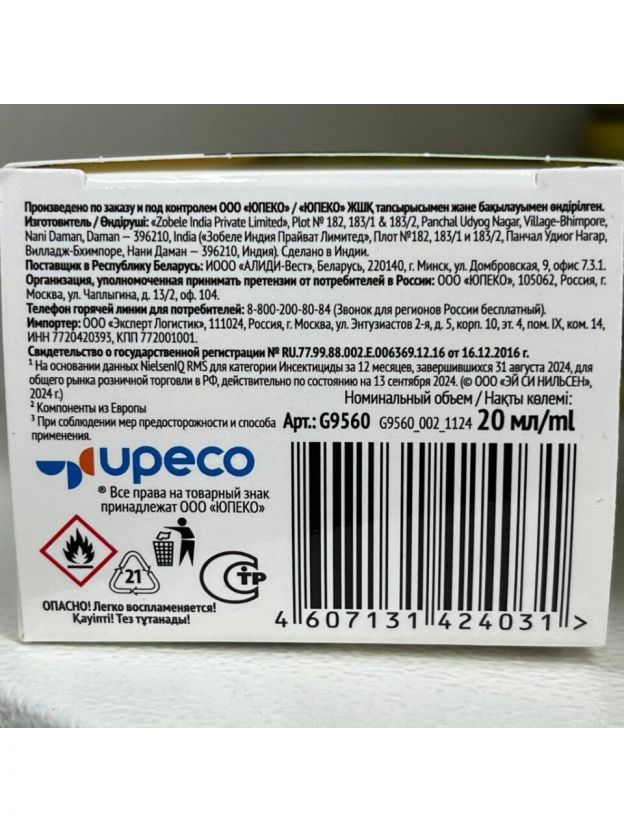 Произведено по заказу и под контролем ООО «ЮПЕКО» / «ЮПЕКО» ЖШҚ тапсырысымен және бақылауымен өндірілген.
Изготовитель / Өндіруші: «Zobele India Private Limited», Plot № 182, 183/1 & 183/2, Panchal Udyog Nagar, Village-Bhimpore,
Nani Daman, Daman — 396210, India («Зобеле Индия Прайват Лимитед», Плот №182, 183/1 и 183/2, Панчал Удиог Нагар,
Вилладж-Бхимпоре, Нани Даман — 396210, Индия). Сделано в Индии.
Поставщик в Республику Беларусь: ИООО «АЛИДИ-Вест», Беларусь, 220140, г. Минск, ул. Домбровская, 9, офис 7.3.1.
Организация, уполномоченная принимать претензии от потребителей в России: ООО «ЮПЕКО», 105062, Россия, г.
Москва, ул. Чаплыгина, д. 13/2, оф. 104.
Телефон горячей линии для потребителей: 8-800-200-80-84 (Звонок для регионов России бесплатный).
Импортер: ООО «Эксперт Логистик», 111024, Россия, г. Москва, ул. Энтузиастов 2-я, д. 5, корп. 10, эт. 4, пом. IX, ком. 14,
ИНН 7720420393, КПП 772001001.
Свидетельство о государственной регистрации № RU.77.99.88.002.E.006369.12.16 от 16.12.2016 г.
¹ На основании данных NielsenIQ RMS для категории Инсектициды за 12 месяцев, завершившихся 31 августа 2024, для
общего рынка розничной торговли в РФ, действительно по состоянию на 13 сентября 2024. (© ООО «ЭЙ СИ НИЛЬСЕН»,
2024 г.)
Номинальный объем / Нақты көлемі:
² Компоненты из Европы
³ При соблюдении мер предосторожности и способа
применения.
Арт.: G9560 G9560_002_1124 20 мл/ml
upeco
® Все права на товарный знак
принадлежат ООО «ЮПЕКО»
21
СТР
ОПАСНО! Легко воспламеняется!
Қауіпті! Тез тұтанады!
4 607131 424031 >